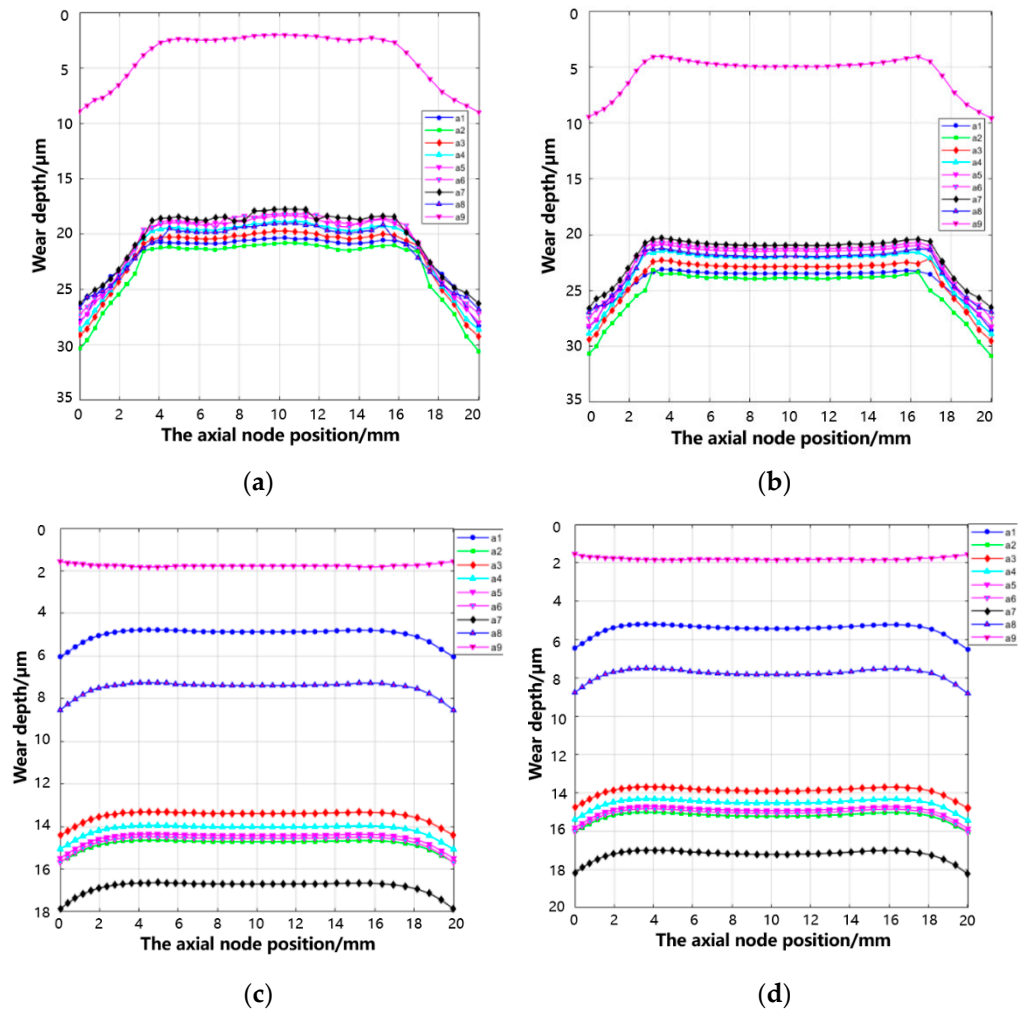 0
5
10
15
20
25
30
35
Wear depth/μm
a1
a2
a3
a4
a5
a6
a7
a8
a9
0 2 4 6 8 10 12 14 16 18 20
The axial node position/mm
(a)
0
5
10
15
20
25
30
35
Wear depth/μm
a1
a2
a3
a4
a5
a6
a7
a8
a9
0 2 4 6 8 10 12 14 16 18 20
The axial node position/mm
(b)
0
2
4
6
8
10
12
14
16
18
Wear depth/μm
a1
a2
a3
a4
a5
a6
a7
a8
a9
0 2 4 6 8 10 12 14 16 18 20
The axial node position/mm
(c)
0
2
4
6
8
10
12
14
16
18
20
Wear depth/μm
a1
a2
a3
a4
a5
a6
a7
a8
a9
0 2 4 6 8 10 12 14 16 18 20
The axial node position/mm
(d)